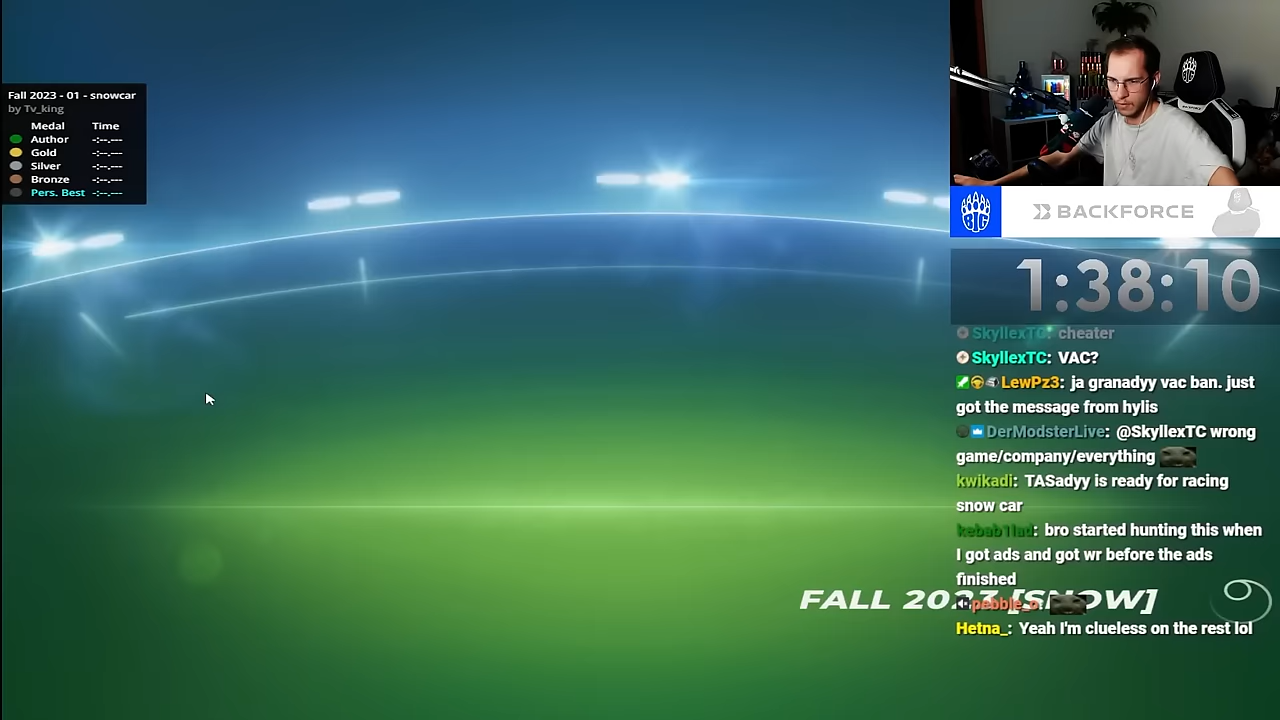 Fall 2023 - 01 - snowcar
by Tv_king
Medal Time
Author -:--.---
Gold -:--.---
Silver -:--.---
Bronze -:--.---
Pers. Best -:--.---
BIG
BACKFORCE
1:38:10
SkyllexTC: cheater
SkyllexTC: VAC?
LewPz3: ja granadyy vac ban. just
got the message from hylis
DerModsterLive: @SkyllexTC wrong
game/company/everything
kwikadi: TASadyy is ready for racing
snow car
kebab1lad: bro started hunting this when
I got ads and got wr before the ads
finished
FALL 2023 [SNOW]
pebble_o:
Hetna_: Yeah I'm clueless on the rest lol